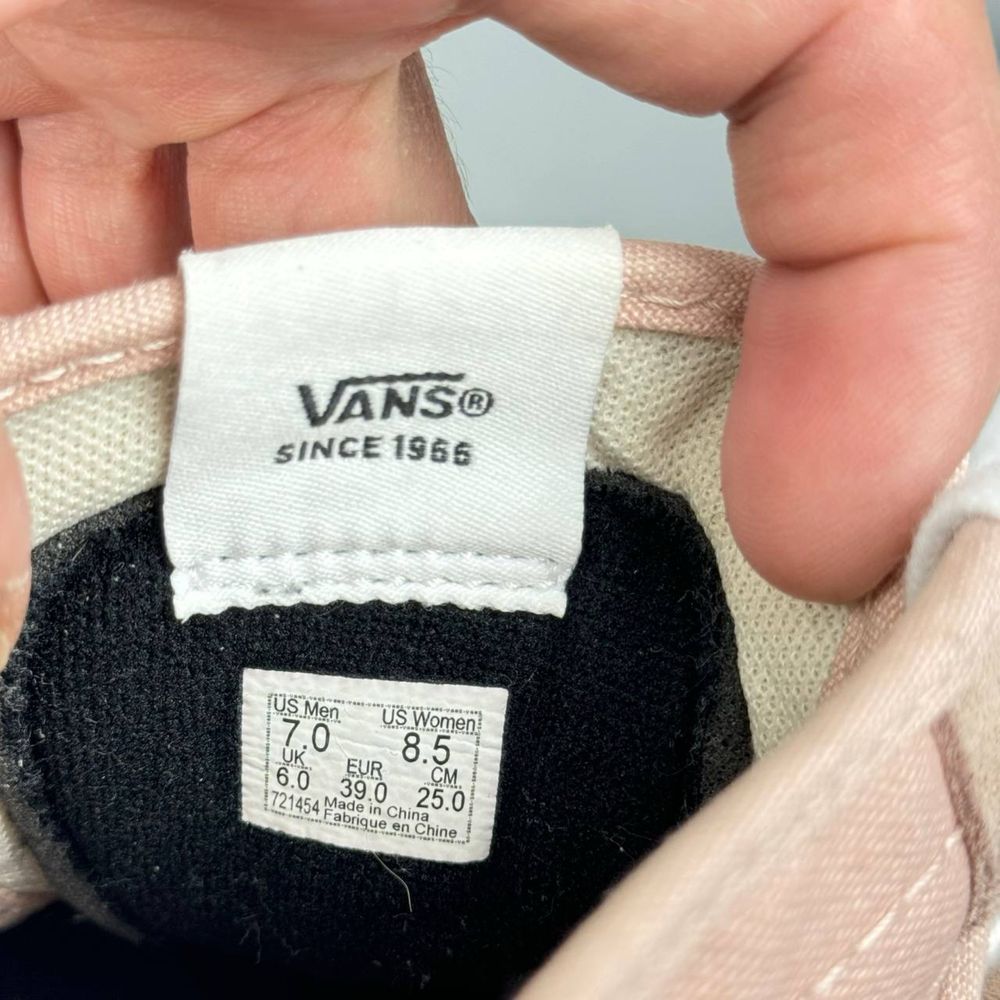 VANS®
SINCE 1966
US Men US Women
7.0 8.5
UK EUR CM
6.0 39.0 25.0
721454 Made in China
Fabrique en Chine